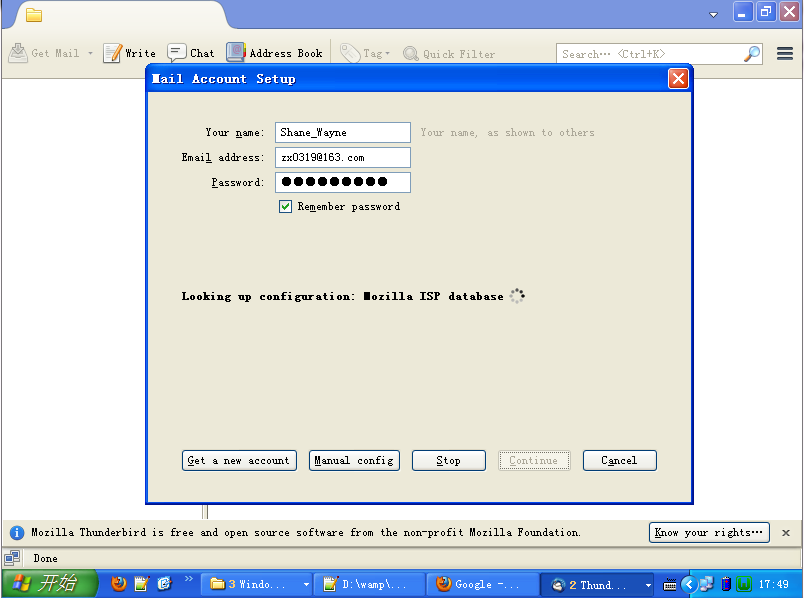 Get Mail Write Chat Address Book Tag Quick Filter Search… <Ctrl+K>
Mail Account Setup
Your name: Shane_Wayne Your name, as shown to others
Email address: zx0319@163.com
Password: ●●●●●●●●●
Remember password
Looking up configuration: Mozilla ISP database
Get a new account Manual config Stop Continue Cancel
Mozilla Thunderbird is free and open source software from the non-profit Mozilla Foundation. Know your rights…
Done
开始 3 Windo... D:\wamp\... Google -... 2 Thund... 17:49